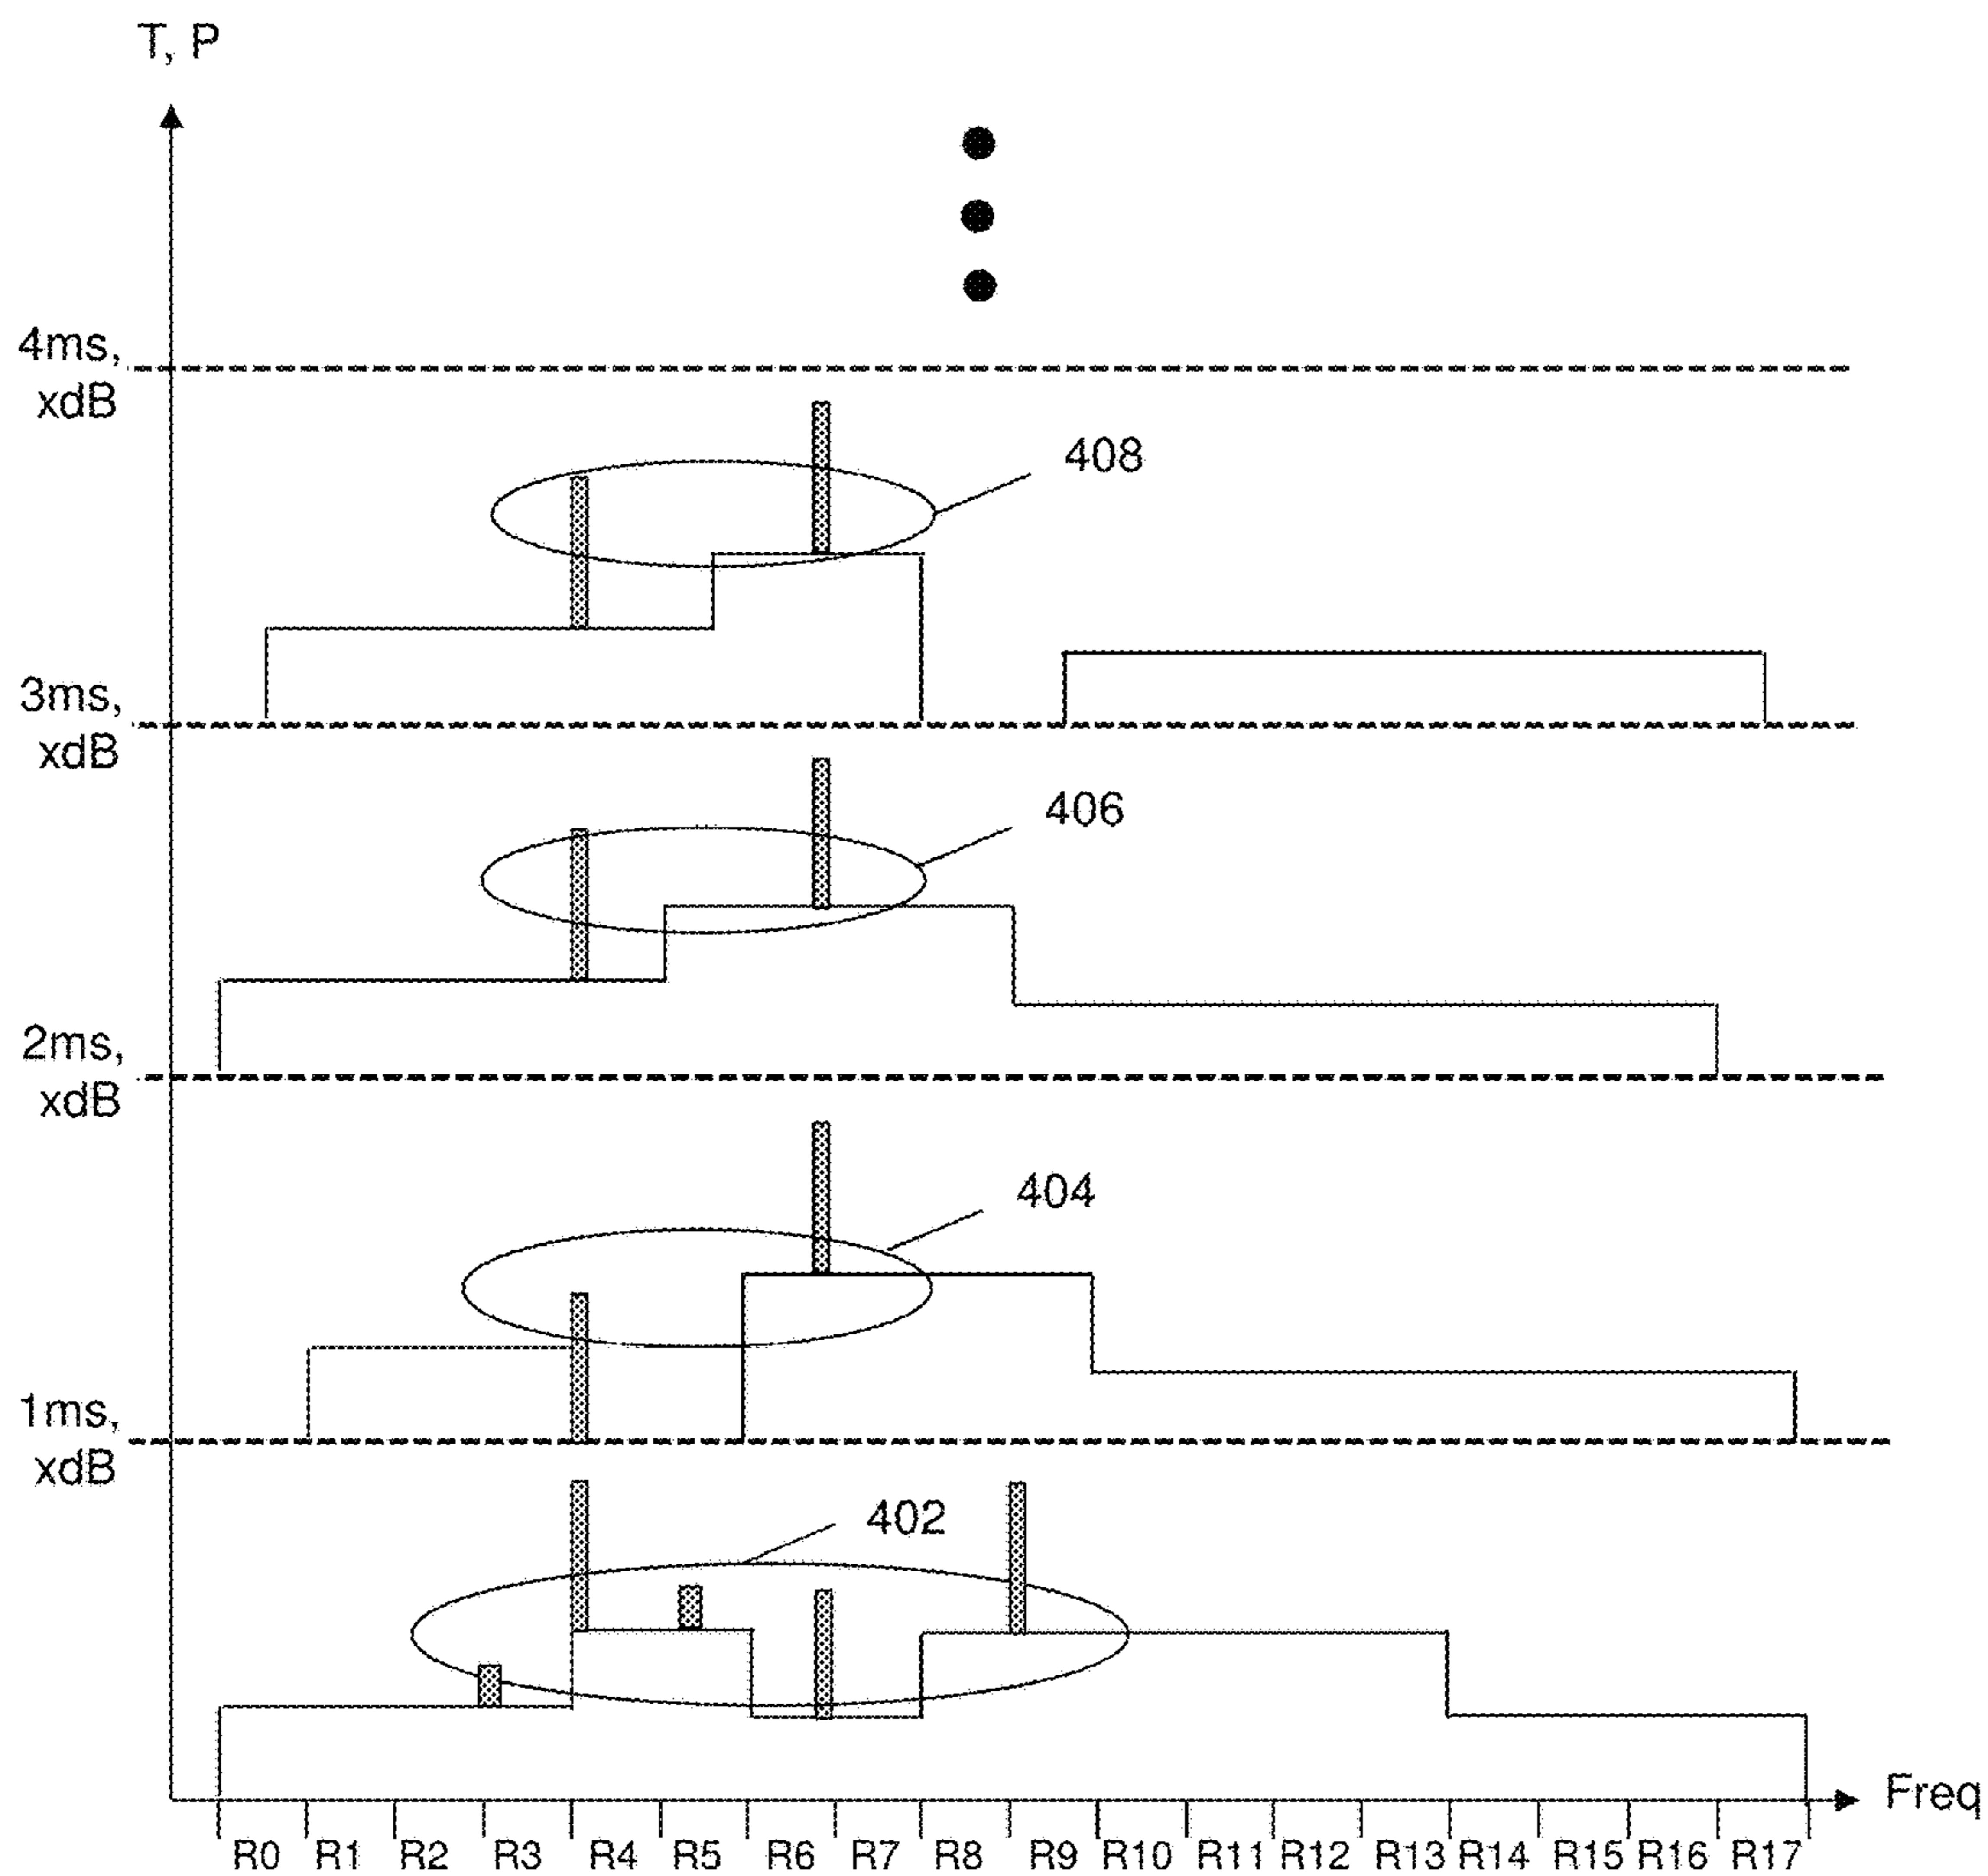 T, P
4ms,
xdB
408
3ms,
xdB
406
2ms,
xdB
404
1ms,
xdB
402
Freq
R0 R1 R2 R3 R4 R5 R6 R7 R8 R9 R10 R11 R12 R13 R14 R15 R16 R17